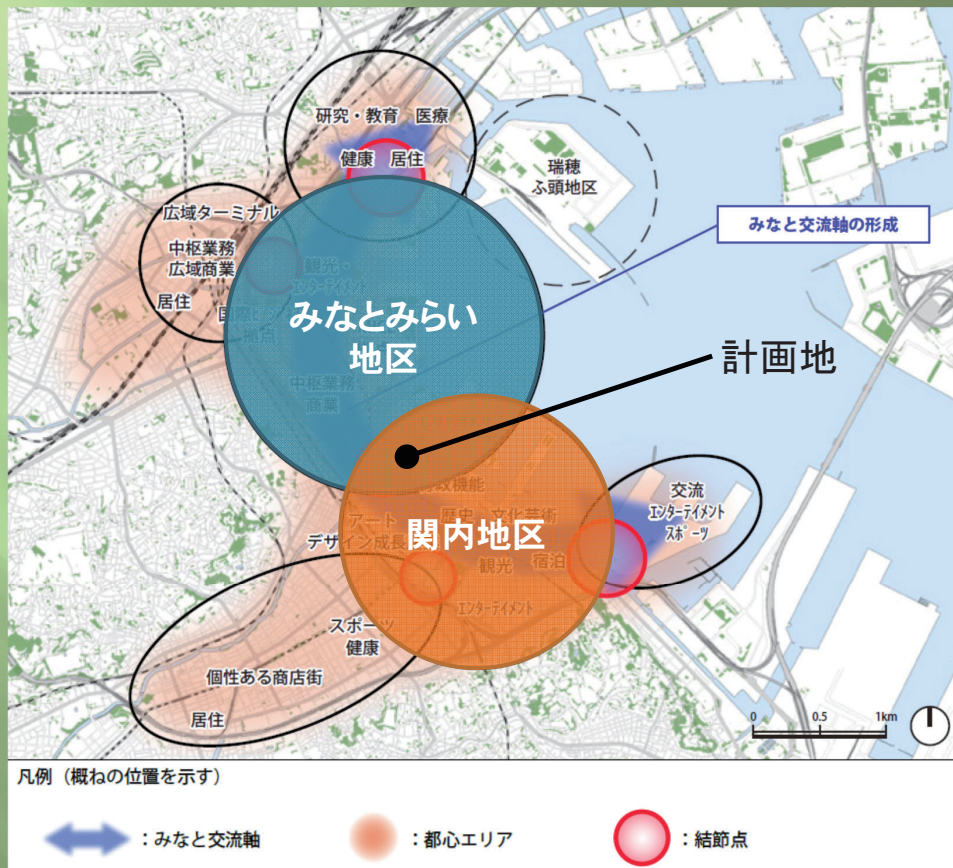 研究・教育 医療
健康 居住
瑞穂
ふ頭地区
広域ターミナル
みなと交流軸の形成
中枢業務
広域商業
観光・
エンターテイメント
居住
みなとみらい
地区
拠点
計画地
中枢業務
商業
交流
エンターテイメント
スポーツ
アート
歴史・文化芸術
デザイン成長
関内地区
観光 宿泊
エンターテイメント
スポーツ
健康
個性ある商店街
居住
0 0.5 1km
凡例（概ねの位置を示す）
：みなと交流軸
：都心エリア
：結節点